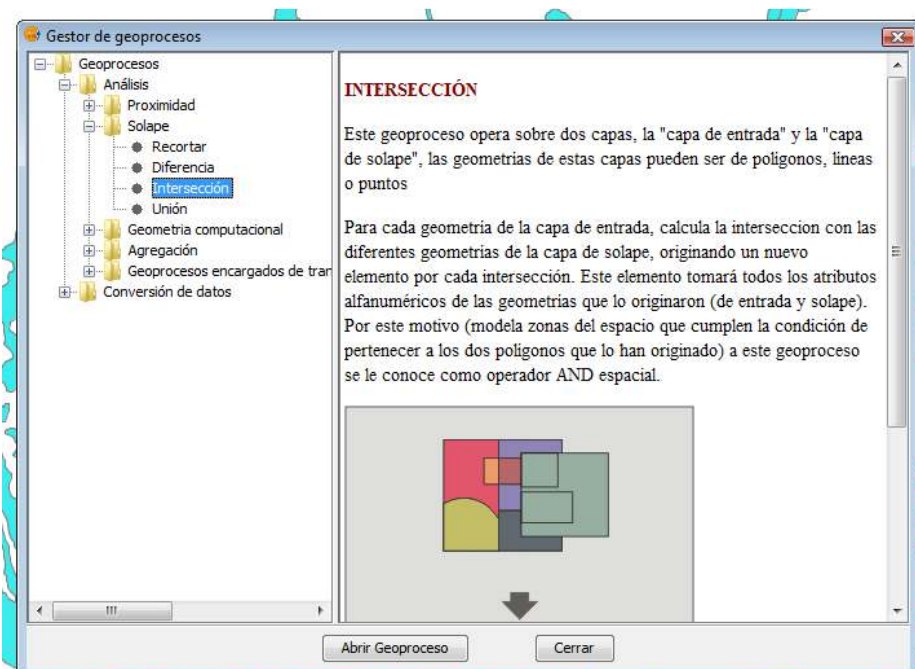 Gestor de geoprocesos
Geoprocesos
Análisis
Proximidad
Solape
Recortar
Diferencia
Intersección
Unión
Geometria computacional
Agregación
Geoprocesos encargados de tran
Conversión de datos
INTERSECCIÓN
Este geoproceso opera sobre dos capas, la "capa de entrada" y la "capa
de solape", las geometrias de estas capas pueden ser de poligonos, lineas
o puntos
Para cada geometria de la capa de entrada, calcula la interseccion con las
diferentes geometrias de la capa de solape, originando un nuevo
elemento por cada intersección. Este elemento tomará todos los atributos
alfanuméricos de las geometrias que lo originaron (de entrada y solape).
Por este motivo (modela zonas del espacio que cumplen la condición de
pertenecer a los dos poligonos que lo han originado) a este geoproceso
se le conoce como operador AND espacial.
Abrir Geoproceso
Cerrar